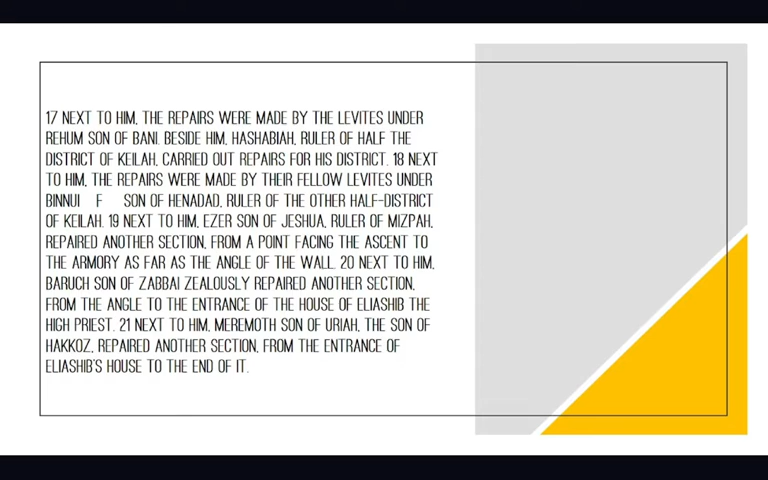 17 NEXT TO HIM, THE REPAIRS WERE MADE BY THE LEVITES UNDER
REHUM SON OF BANI. BESIDE HIM, HASHABIAH, RULER OF HALF THE
DISTRICT OF KEILAH, CARRIED OUT REPAIRS FOR HIS DISTRICT. 18 NEXT
TO HIM, THE REPAIRS WERE MADE BY THEIR FELLOW LEVITES UNDER
BINNUI F SON OF HENADAD, RULER OF THE OTHER HALF-DISTRICT
OF KEILAH. 19 NEXT TO HIM, EZER SON OF JESHUA, RULER OF MIZPAH,
REPAIRED ANOTHER SECTION, FROM A POINT FACING THE ASCENT TO
THE ARMORY AS FAR AS THE ANGLE OF THE WALL. 20 NEXT TO HIM,
BARUCH SON OF ZABBAI ZEALOUSLY REPAIRED ANOTHER SECTION,
FROM THE ANGLE TO THE ENTRANCE OF THE HOUSE OF ELIASHIB THE
HIGH PRIEST. 21 NEXT TO HIM, MEREMOTH SON OF URIAH, THE SON OF
HAKKOZ, REPAIRED ANOTHER SECTION, FROM THE ENTRANCE OF
ELIASHIB'S HOUSE TO THE END OF IT.